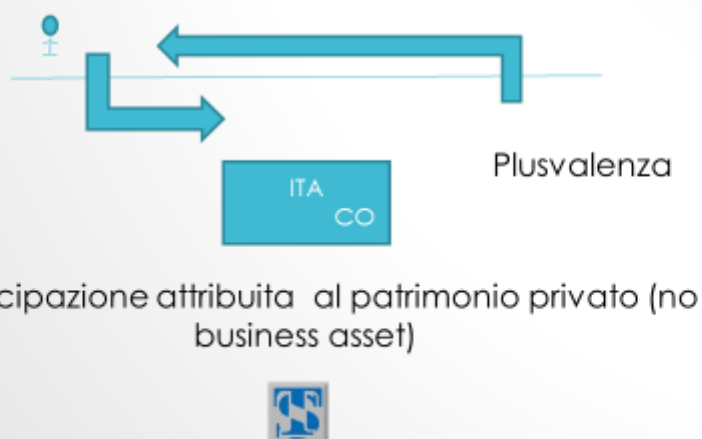 Plusvalenza
ITA
CO
cipazione attribuita al patrimonio privato (no
business asset)